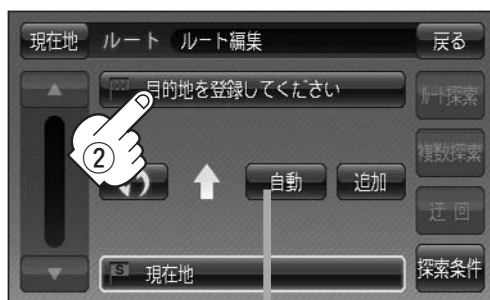 現在地 ルート ルート編集 戻る
目的地を登録してください
ルート探索
複数探索
②
自動 追加
迂回
S 現在地
探索条件